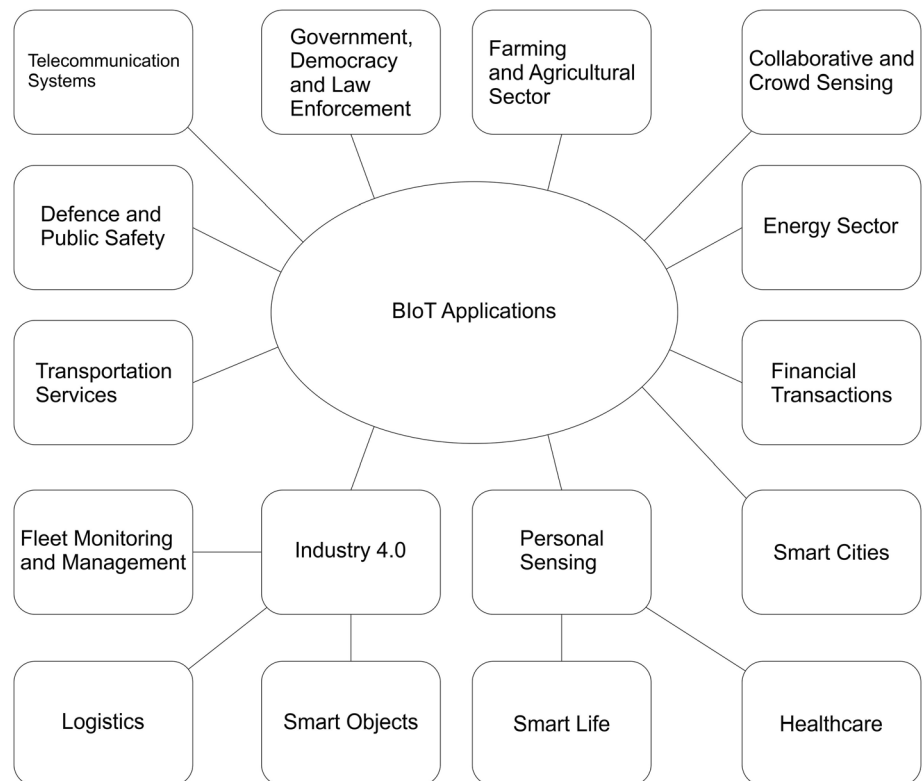 Telecommunication
Systems
Government,
Democracy
and Law
Enforcement
Farming
and Agricultural
Sector
Collaborative and
Crowd Sensing
Defence and
Public Safety
Energy Sector
BIoT Applications
Transportation
Services
Financial
Transactions
Fleet Monitoring
and Management
Industry 4.0
Personal
Sensing
Smart Cities
Logistics
Smart Objects
Smart Life
Healthcare